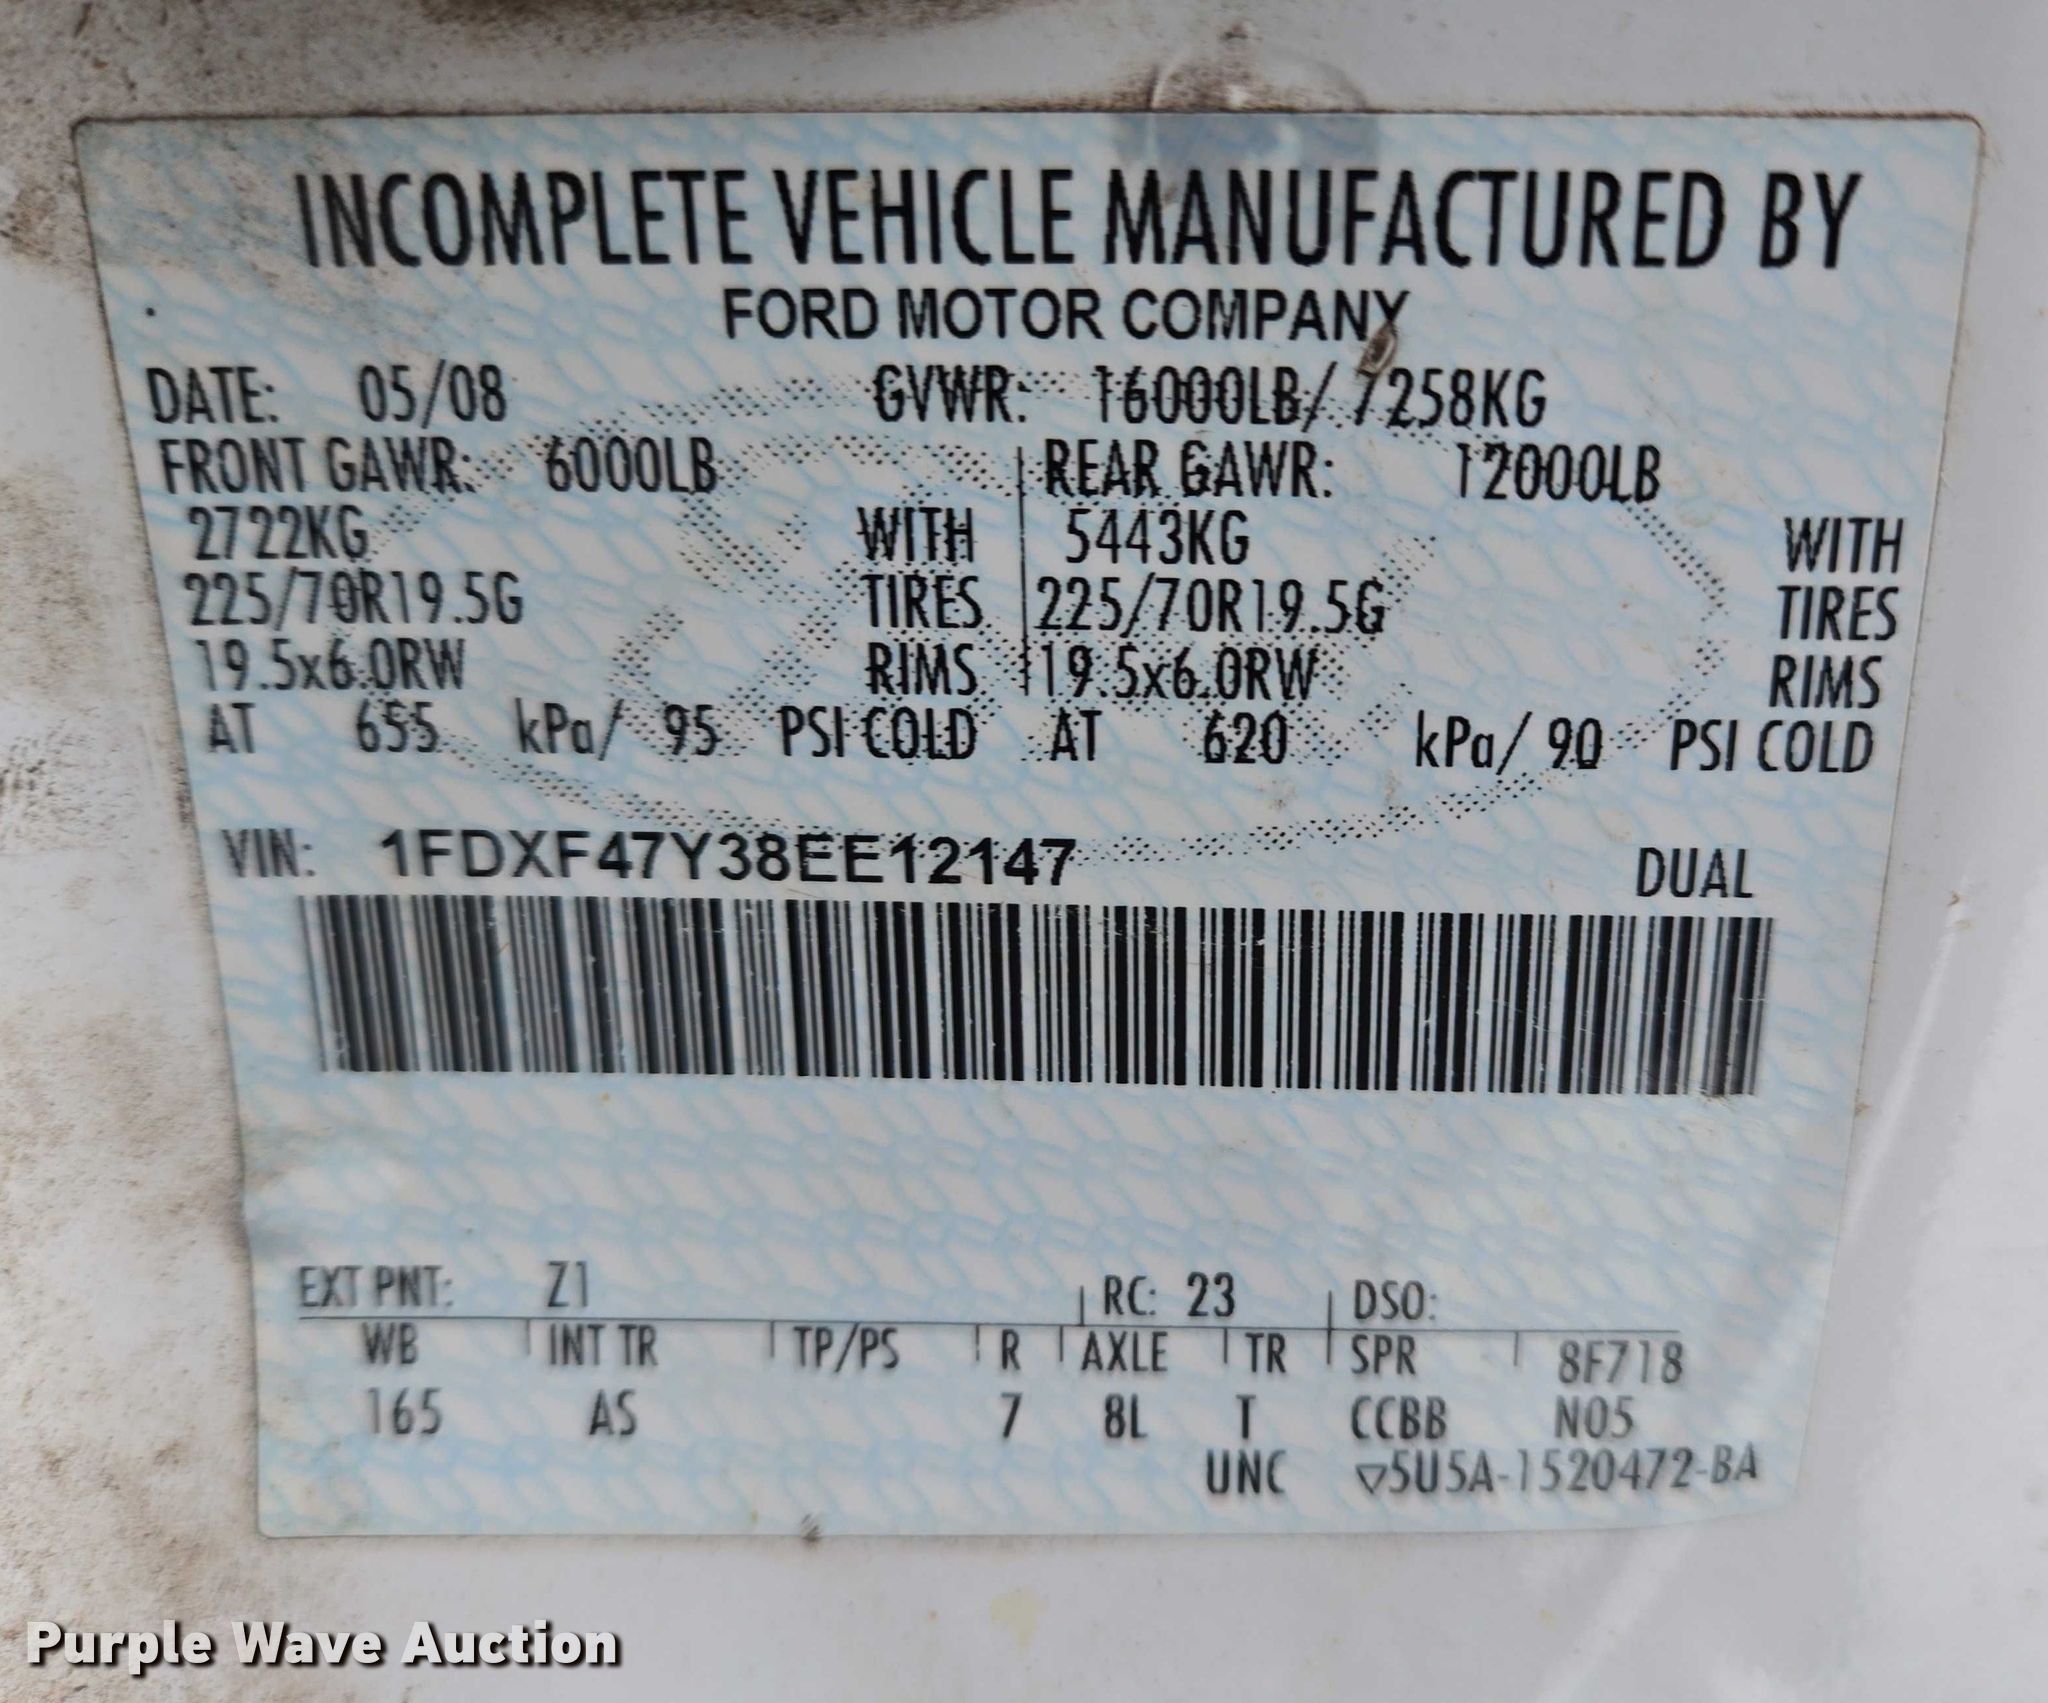 INCOMPLETE VEHICLE MANUFACTURED BY
FORD MOTOR COMPANY
DATE: 05/08 GVWR: 16000LB/ 7258KG
FRONT GAWR: 6000LB REAR GAWR: 12000LB
2722KG WITH 5443KG WITH
225/70R19.5G TIRES 225/70R19.5G TIRES
19.5x6.0RW RIMS 19.5x6.0RW RIMS
AT 655 kPa/ 95 PSI COLD AT 620 kPa/ 90 PSI COLD
VIN: 1FDXF47Y38EE12147 DUAL
EXT PNT: Z1 RC: 23 DSO:
WB INT TR TP/PS R AXLE TR SPR 8F718
165 AS 7 8L T CCBB N05
UNC ▽5U5A-1520472-BA
Purple Wave Auction